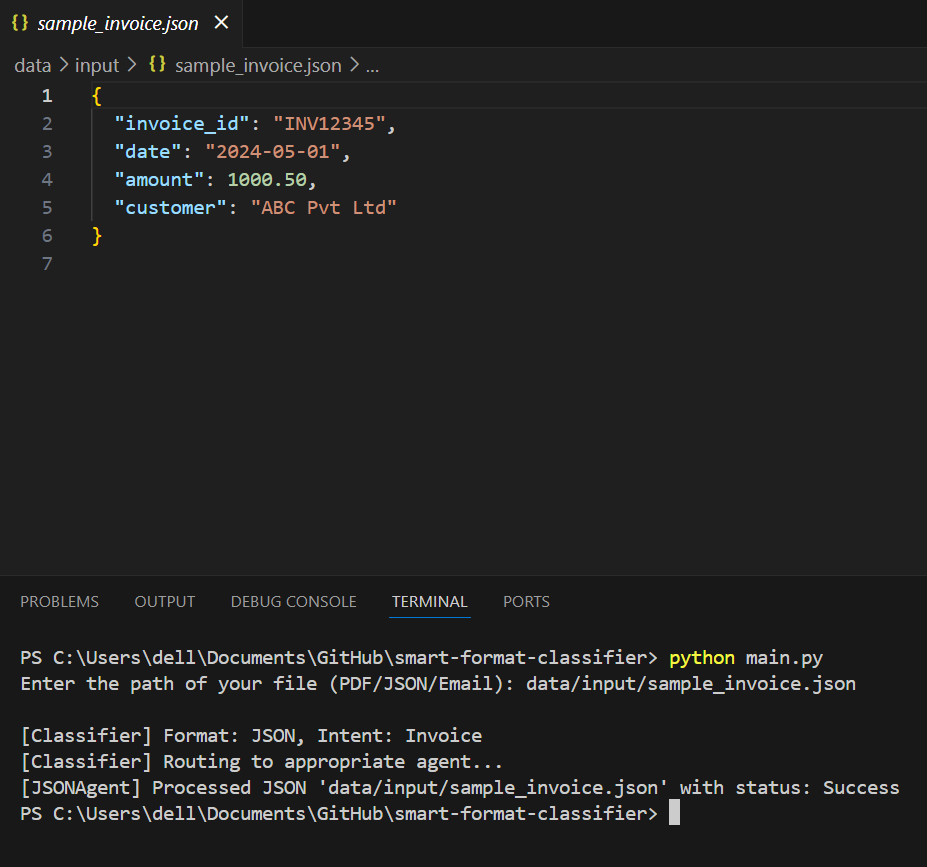 {} sample_invoice.json ×
data > input > {} sample_invoice.json > ...
1 {
2 "invoice_id": "INV12345",
3 "date": "2024-05-01",
4 "amount": 1000.50,
5 "customer": "ABC Pvt Ltd"
6 }
7
PROBLEMS OUTPUT DEBUG CONSOLE TERMINAL PORTS
PS C:\Users\dell\Documents\GitHub\smart-format-classifier> python main.py
Enter the path of your file (PDF/JSON/Email): data/input/sample_invoice.json
[Classifier] Format: JSON, Intent: Invoice
[Classifier] Routing to appropriate agent...
[JSONAgent] Processed JSON 'data/input/sample_invoice.json' with status: Success
PS C:\Users\dell\Documents\GitHub\smart-format-classifier>